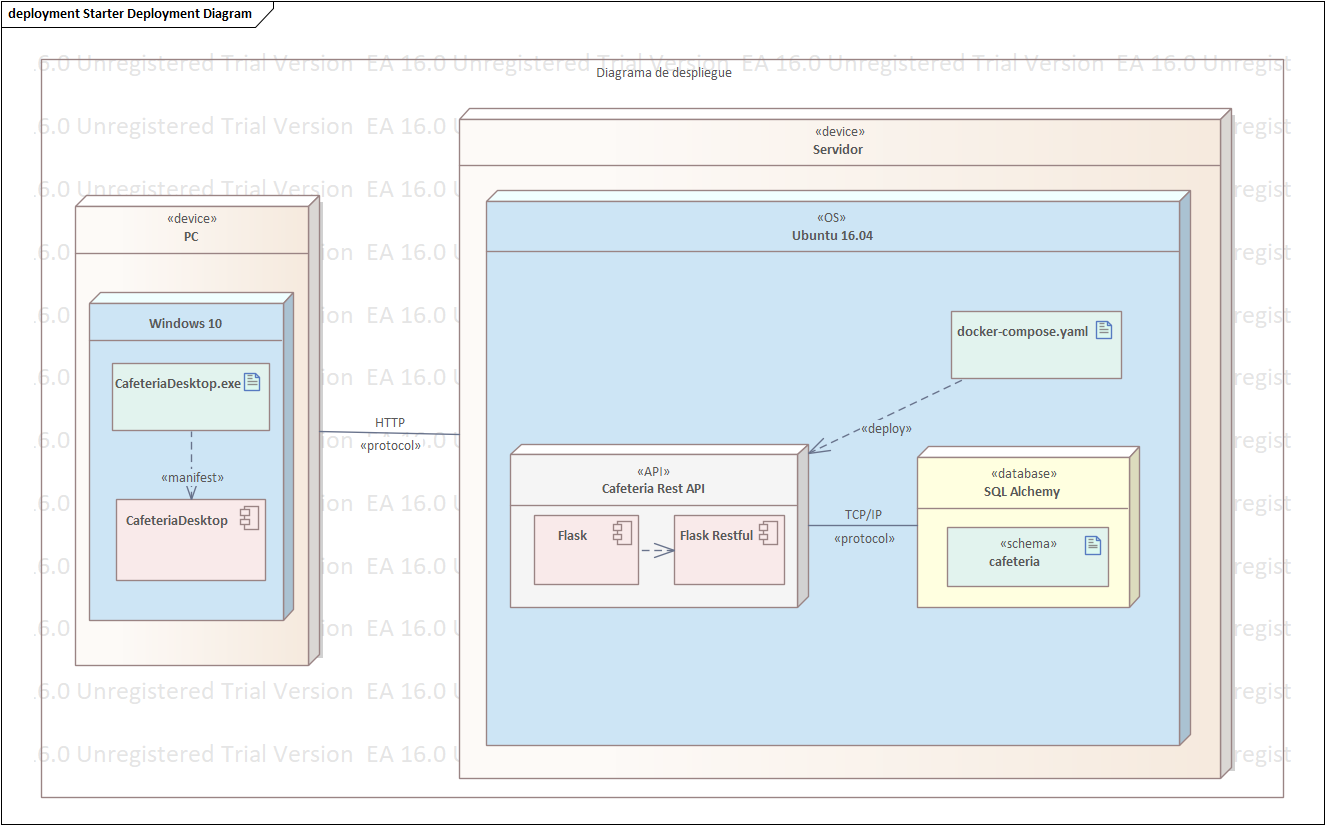 deployment Starter Deployment Diagram
.6.0 Unregistered Trial Version EA 16.0 Unregistered Trial Version EA 16.0 Unregistered Trial Version EA 16.0 Unregist
Diagrama de despliegue
«device»
Servidor
«OS»
Ubuntu 16.04
«device»
PC
Windows 10
CafeteriaDesktop.exe
«manifest»
CafeteriaDesktop
HTTP
«protocol»
docker-compose.yaml
«deploy»
«API»
Cafeteria Rest API
Flask
Flask Restful
TCP/IP
«protocol»
«database»
SQL Alchemy
«schema»
cafeteria